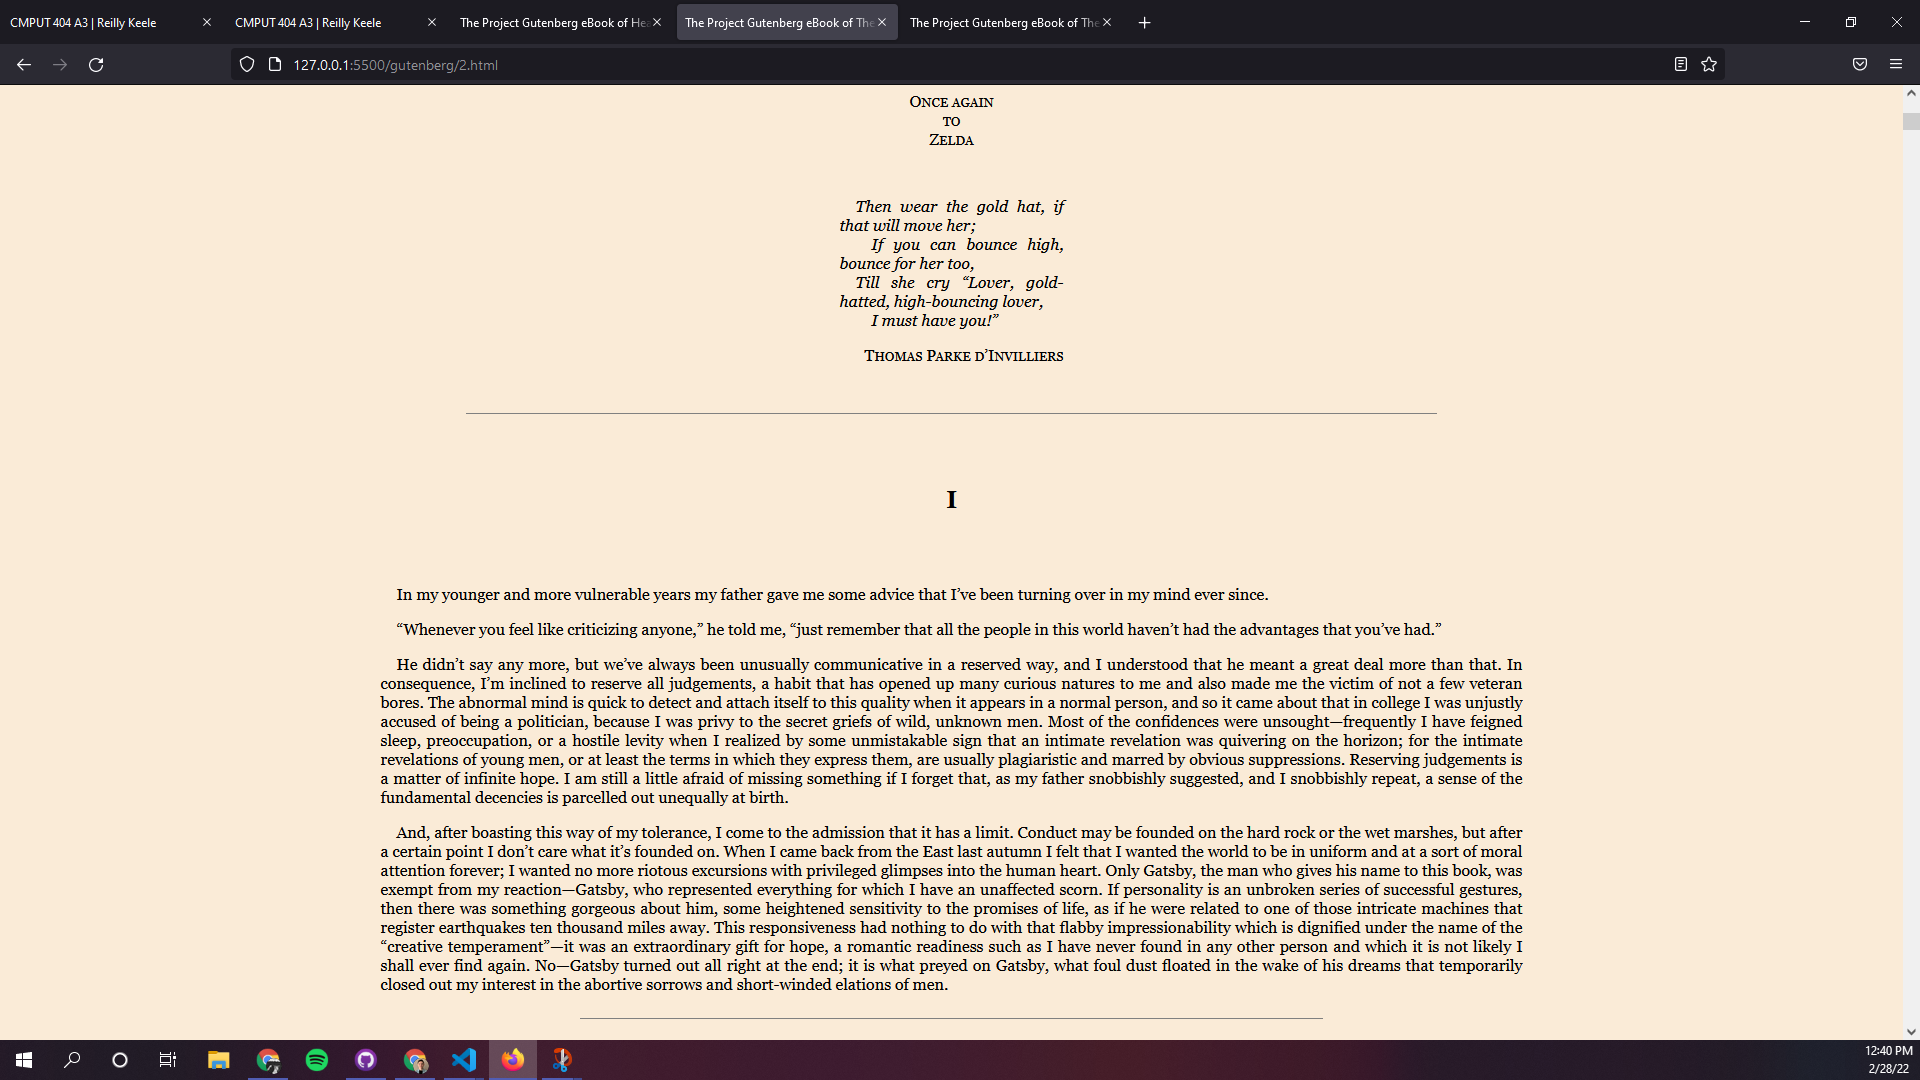 CMPUT 404 A3 | Reilly Keele
CMPUT 404 A3 | Reilly Keele
The Project Gutenberg eBook of Hea
The Project Gutenberg eBook of The
The Project Gutenberg eBook of The
127.0.0.1:5500/gutenberg/2.html
Once again
to
Zelda
Then wear the gold hat, if
that will move her;
If you can bounce high,
bounce for her too,
Till she cry “Lover, gold-
hatted, high-bouncing lover,
I must have you!”
Thomas Parke d’Invilliers
I
In my younger and more vulnerable years my father gave me some advice that I’ve been turning over in my mind ever since.
“Whenever you feel like criticizing anyone,” he told me, “just remember that all the people in this world haven’t had the advantages that you’ve had.”
He didn’t say any more, but we’ve always been unusually communicative in a reserved way, and I understood that he meant a great deal more than that. In
consequence, I’m inclined to reserve all judgements, a habit that has opened up many curious natures to me and also made me the victim of not a few veteran
bores. The abnormal mind is quick to detect and attach itself to this quality when it appears in a normal person, and so it came about that in college I was unjustly
accused of being a politician, because I was privy to the secret griefs of wild, unknown men. Most of the confidences were unsought—frequently I have feigned
sleep, preoccupation, or a hostile levity when I realized by some unmistakable sign that an intimate revelation was quivering on the horizon; for the intimate
revelations of young men, or at least the terms in which they express them, are usually plagiaristic and marred by obvious suppressions. Reserving judgements is
a matter of infinite hope. I am still a little afraid of missing something if I forget that, as my father snobbishly suggested, and I snobbishly repeat, a sense of the
fundamental decencies is parcelled out unequally at birth.
And, after boasting this way of my tolerance, I come to the admission that it has a limit. Conduct may be founded on the hard rock or the wet marshes, but after
a certain point I don’t care what it’s founded on. When I came back from the East last autumn I felt that I wanted the world to be in uniform and at a sort of moral
attention forever; I wanted no more riotous excursions with privileged glimpses into the human heart. Only Gatsby, the man who gives his name to this book, was
exempt from my reaction—Gatsby, who represented everything for which I have an unaffected scorn. If personality is an unbroken series of successful gestures,
then there was something gorgeous about him, some heightened sensitivity to the promises of life, as if he were related to one of those intricate machines that
register earthquakes ten thousand miles away. This responsiveness had nothing to do with that flabby impressionability which is dignified under the name of the
“creative temperament”—it was an extraordinary gift for hope, a romantic readiness such as I have never found in any other person and which it is not likely I
shall ever find again. No—Gatsby turned out all right at the end; it is what preyed on Gatsby, what foul dust floated in the wake of his dreams that temporarily
closed out my interest in the abortive sorrows and short-winded elations of men.
12:40 PM
2/28/22